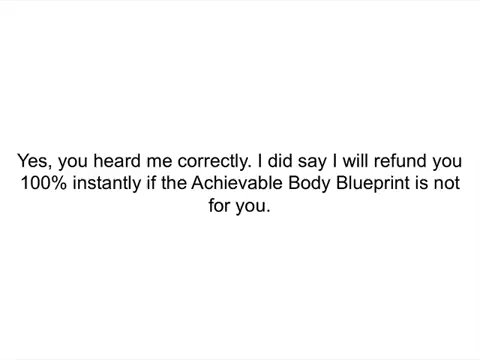 Yes, you heard me correctly. I did say I will refund you
100% instantly if the Achievable Body Blueprint is not
for you.